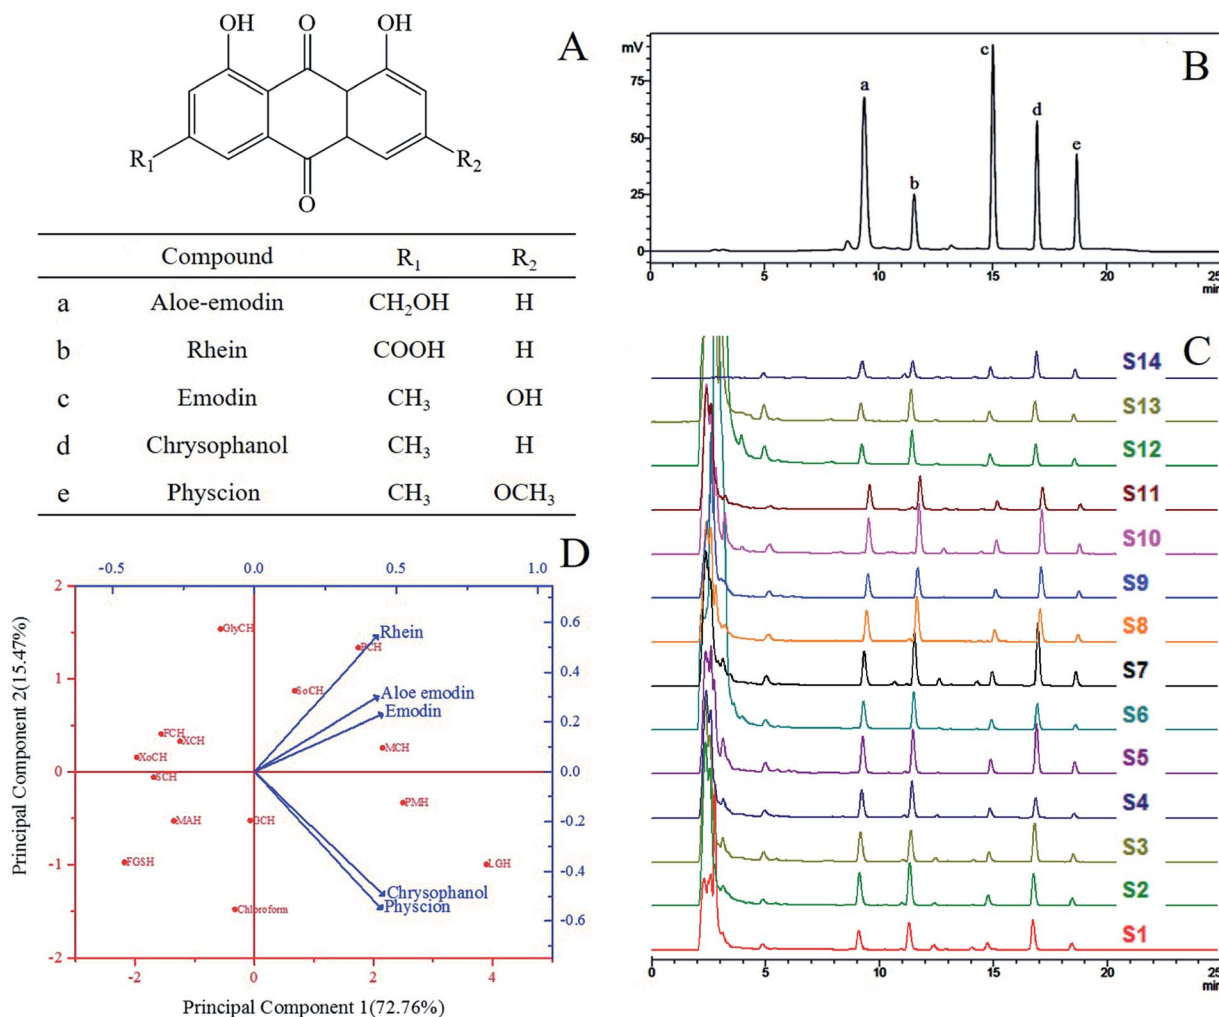 A
OH O OH
R₁ R₂
O
Compound R₁ R₂
a Aloe-emodin CH₂OH H
b Rhein COOH H
c Emodin CH₃ OH
d Chrysophanol CH₃ H
e Physcion CH₃ OCH₃
B
mV
75
50
25
0
a
b
c
d
e
0 5 10 15 20 25
min
C
S14
S13
S12
S11
S10
S9
S8
S7
S6
S5
S4
S3
S2
S1
0 5 10 15 20 25
min
D
-0.5 0.0 0.5 1.0
2
1
0
-1
-2
0.6
0.4
0.2
0.0
-0.2
-0.4
-0.6
Principal Component 2(15.47%)
GlyCH
Rhein
SoCH
Aloe emodin
Emodin
FCH
XCH
MCH
XoCH
SCH
PMH
MAH
GCH
FGSH
LGH
Chrysophanol
Physcion
Chloroform
-2 0 2 4
Principal Component 1(72.76%)